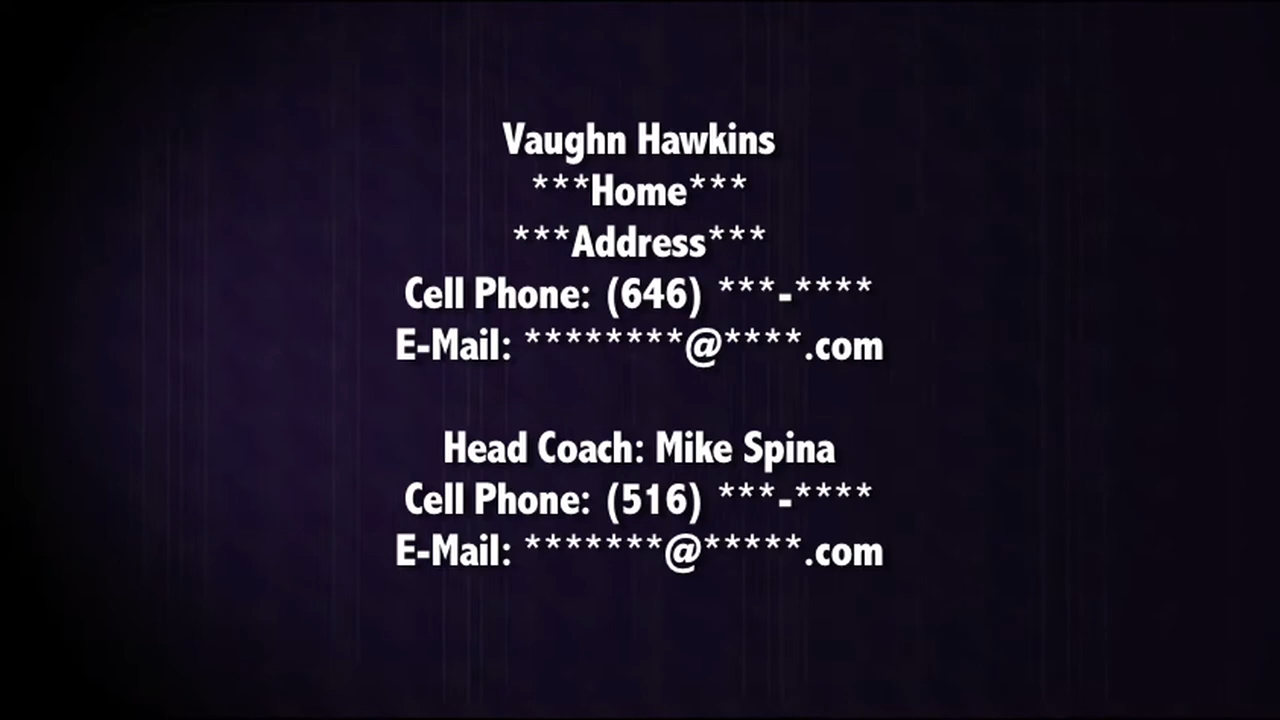 Vaughn Hawkins
***Home***
***Address***
Cell Phone: (646) ***-****
E-Mail: ********@****.com
Head Coach: Mike Spina
Cell Phone: (516) ***-****
E-Mail: *******@*****.com